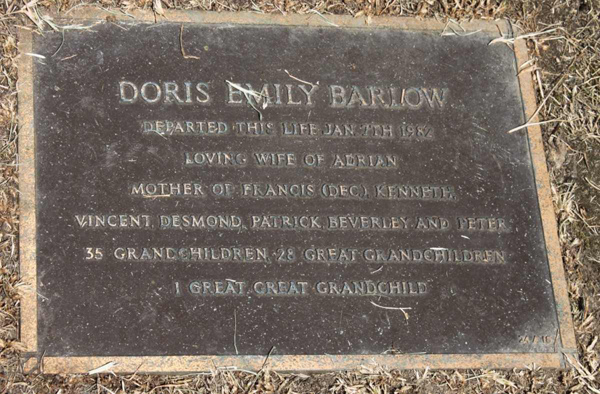 DORIS EMILY BARLOW
DEPARTED THIS LIFE JAN 7TH 1982
LOVING WIFE OF ADRIAN
MOTHER OF FRANCIS (DEC) KENNETH,
VINCENT, DESMOND, PATRICK, BEVERLEY AND PETER
35 GRANDCHILDREN, 28 GREAT GRANDCHILDREN
1 GREAT, GREAT GRANDCHILD